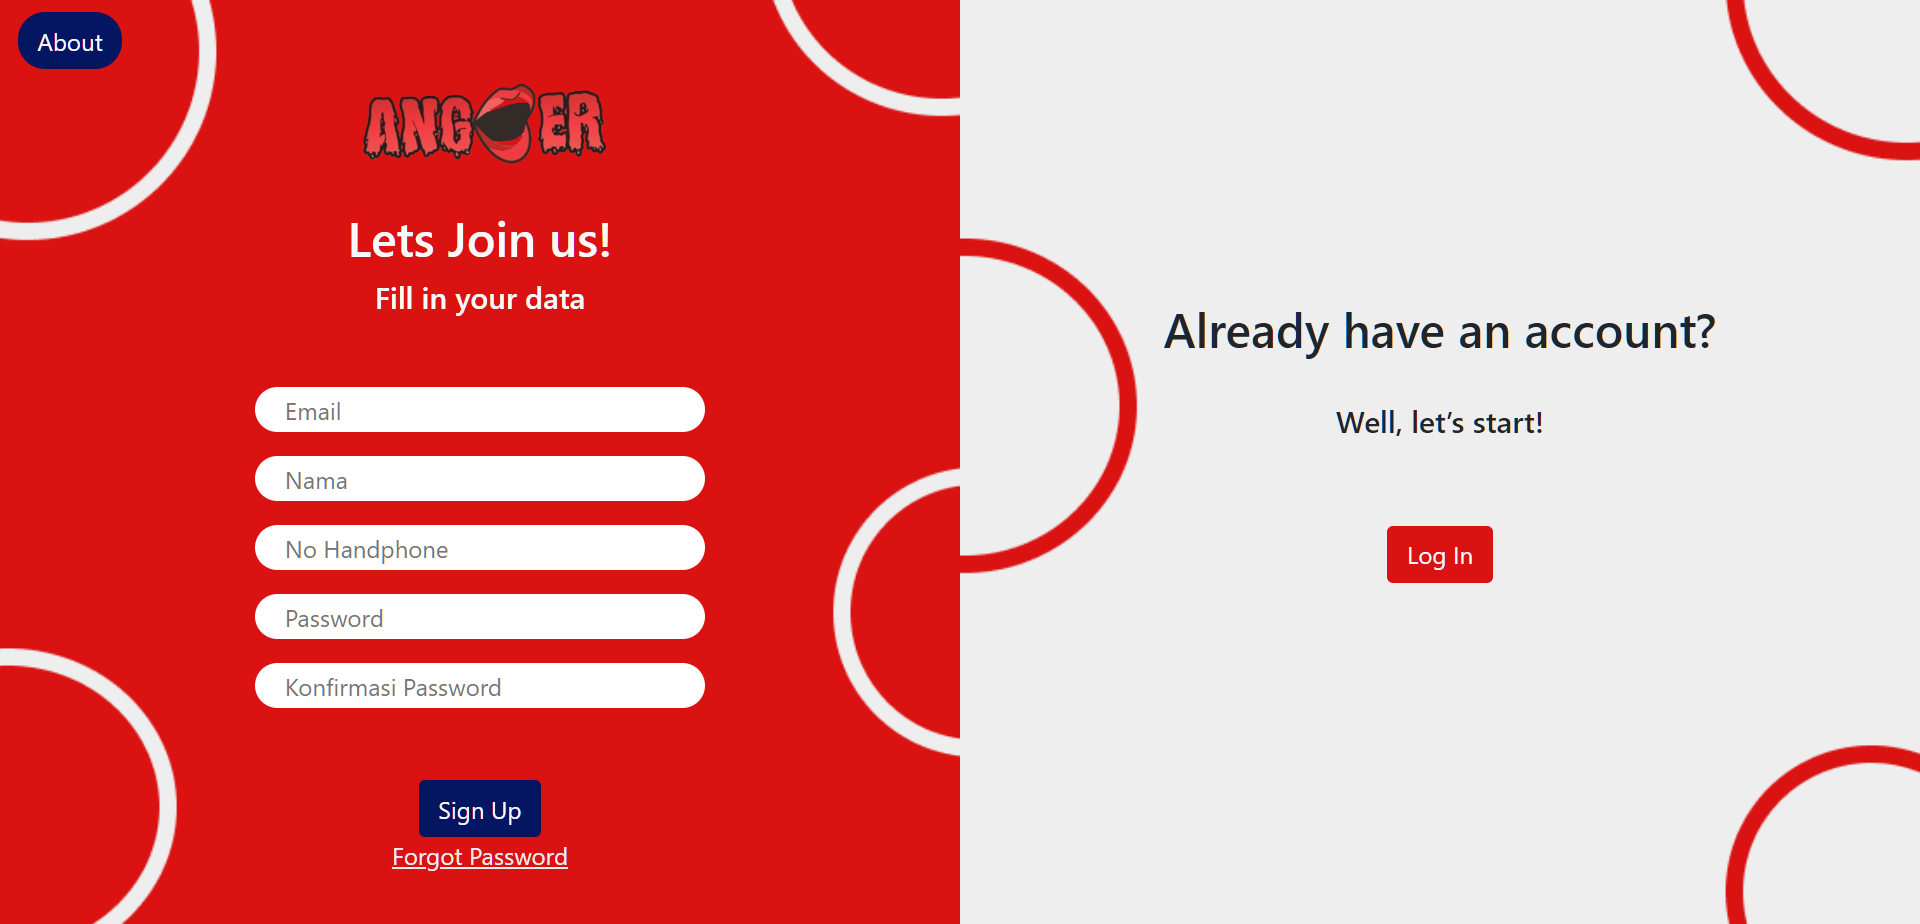 About
ANGER
Lets Join us!
Fill in your data
Email
Nama
No Handphone
Password
Konfirmasi Password
Sign Up
Forgot Password
Already have an account?
Well, let’s start!
Log In